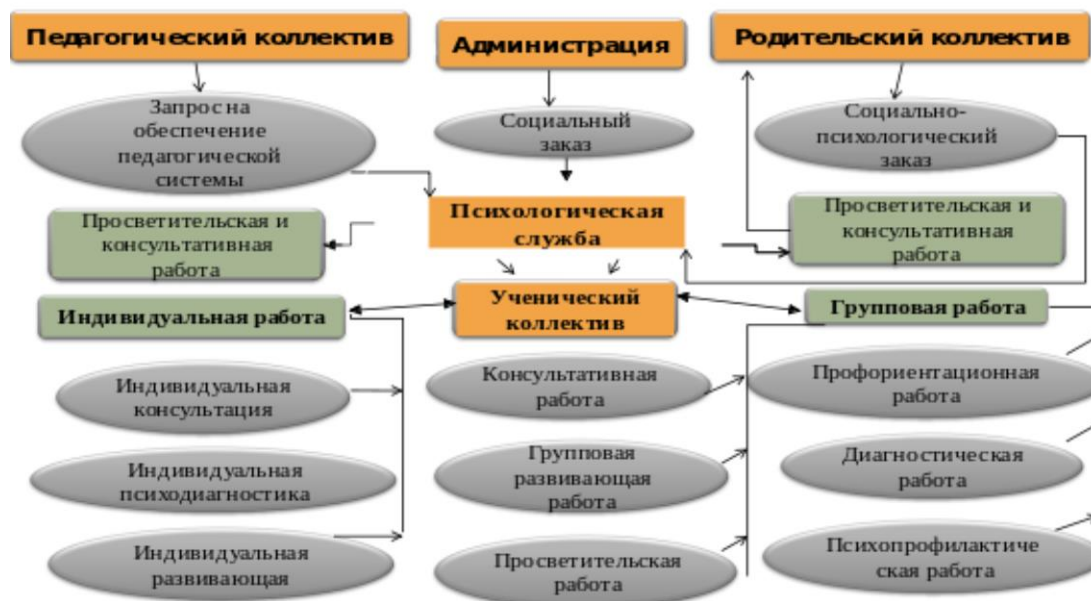 Педагогический коллектив
Администрация
Родительский коллектив
Запрос на
обеспечение
педагогической
системы
Социальный
заказ
Социально-
психологический
заказ
Просветительская и
консультативная
работа
Психологическая
служба
Просветительская и
консультативная
работа
Индивидуальная работа
Ученический
коллектив
Групповая работа
Индивидуальная
консультация
Консультативная
работа
Профориентационная
работа
Индивидуальная
психодиагностика
Групповая
развивающая
работа
Диагностическая
работа
Индивидуальная
развивающая
Просветительская
работа
Психопрофилактиче
ская работа